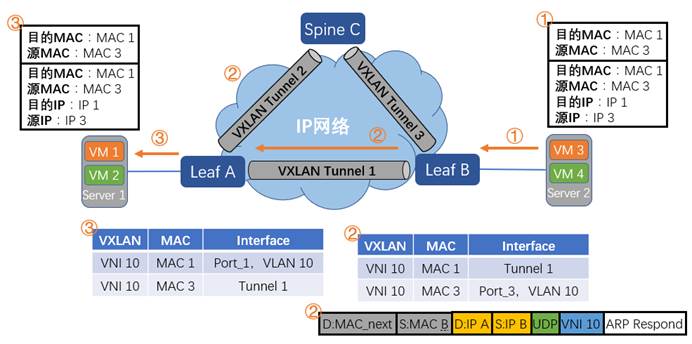 ③
目的MAC：MAC 1
源MAC：MAC 3
目的MAC：MAC 1
源MAC：MAC 3
目的IP：IP 1
源IP：IP 3
③
VM 1
VM 2
Server 1
Spine C
②
VXLAN Tunnel 2
VXLAN Tunnel 3
IP网络
②
VXLAN Tunnel 1
Leaf A
Leaf B
①
目的MAC：MAC 1
源MAC：MAC 3
目的MAC：MAC 1
源MAC：MAC 3
目的IP：IP 1
源IP：IP 3
①
VM 3
VM 4
Server 2
③
VXLAN MAC Interface
VNI 10 MAC 1 Port_1，VLAN 10
VNI 10 MAC 3 Tunnel 1
②
VXLAN MAC Interface
VNI 10 MAC 1 Tunnel 1
VNI 10 MAC 3 Port_3，VLAN 10
②
D:MAC_next S:MAC B D:IP A S:IP B UDP VNI 10 ARP Respond